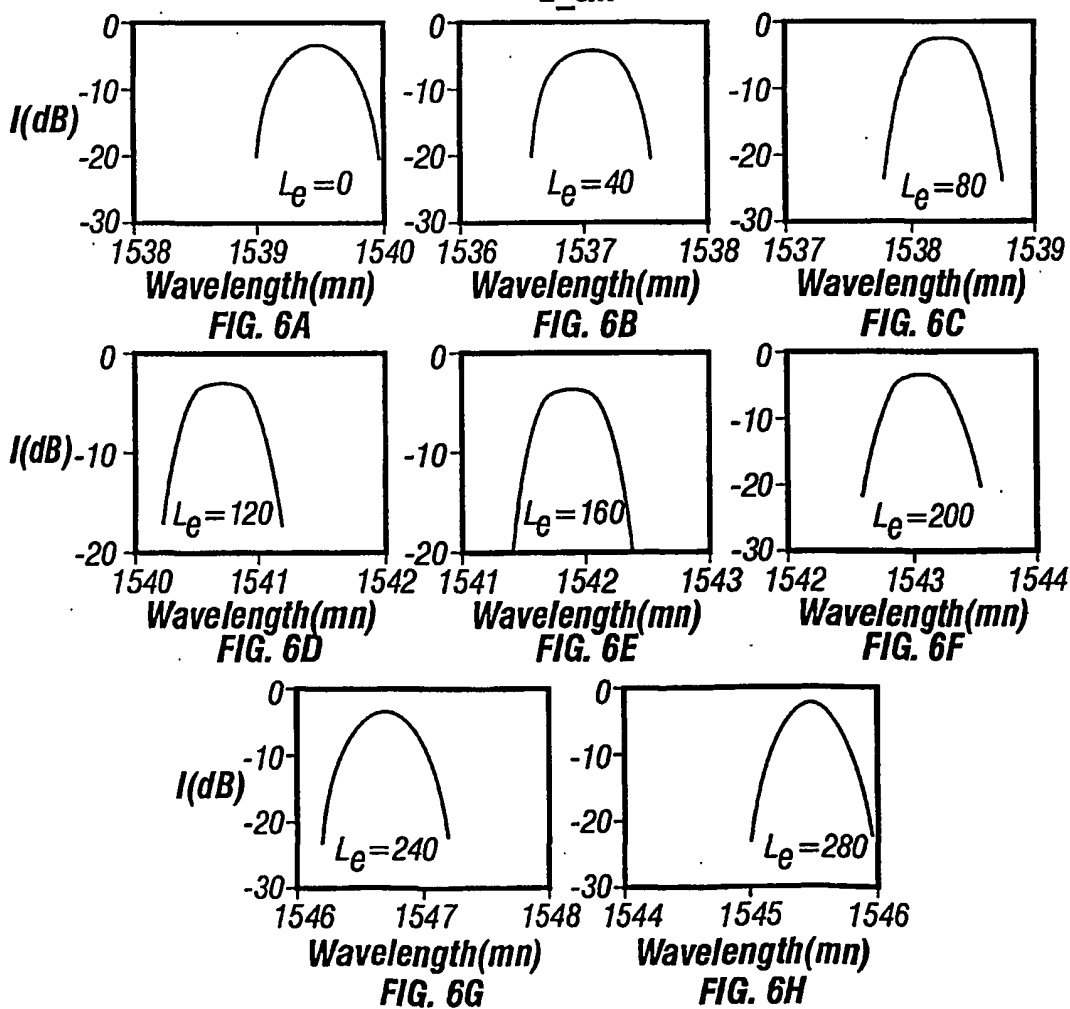 0 0 0
-10 -10 -10
I(dB)
-20 -20 -20
Le=0 Le=40 Le=80
-30 -30 -30
1538 1539 1540 1536 1537 1538 1537 1538 1539
Wavelength(mn) Wavelength(mn) Wavelength(mn)
FIG. 6A FIG. 6B FIG. 6C
0 0 0
-10
I(dB) -10 -10
-20
Le=120 Le=160 Le=200
-20 -20 -30
1540 1541 1542 1541 1542 1543 1542 1543 1544
Wavelength(mn) Wavelength(mn) Wavelength(mn)
FIG. 6D FIG. 6E FIG. 6F
0 0
-10 -10
I(dB)
-20 -20
Le=240 Le=280
-30 -30
1546 1547 1548 1544 1545 1546
Wavelength(mn) Wavelength(mn)
FIG. 6G FIG. 6H